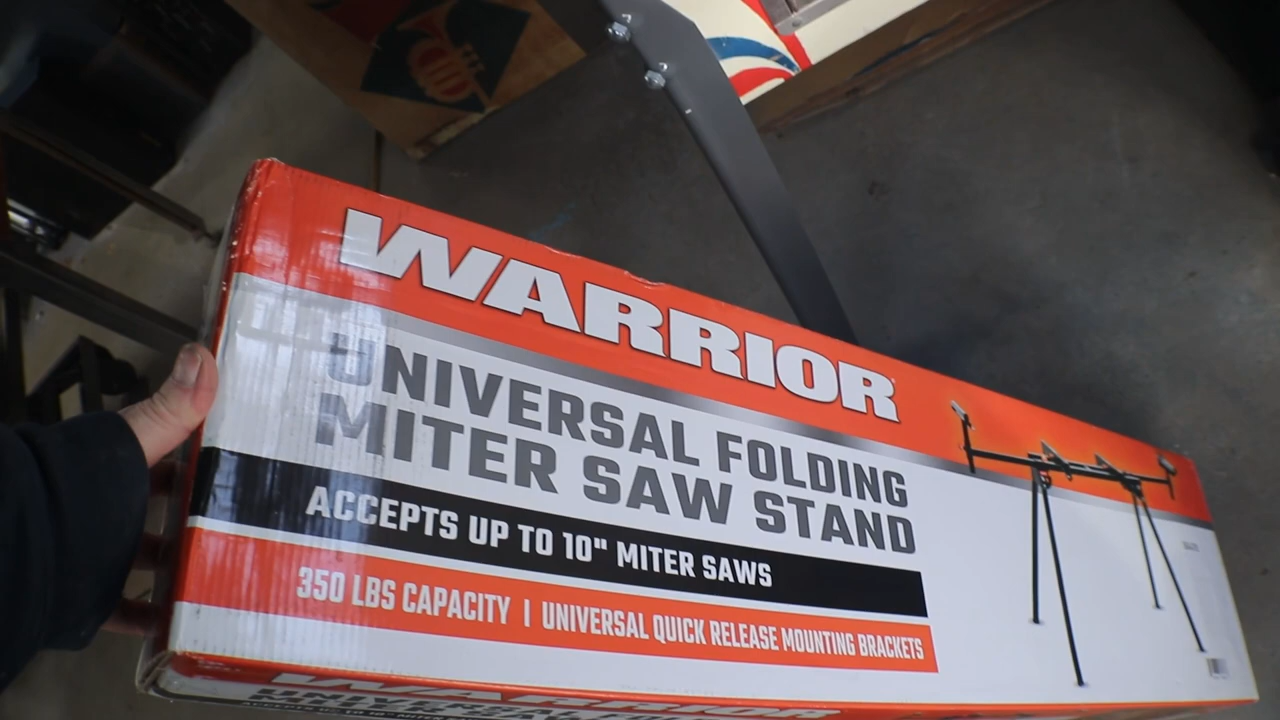 WARRIOR
UNIVERSAL FOLDING
MITER SAW STAND
ACCEPTS UP TO 10" MITER SAWS
350 LBS CAPACITY | UNIVERSAL QUICK RELEASE MOUNTING BRACKETS
WARRIOR